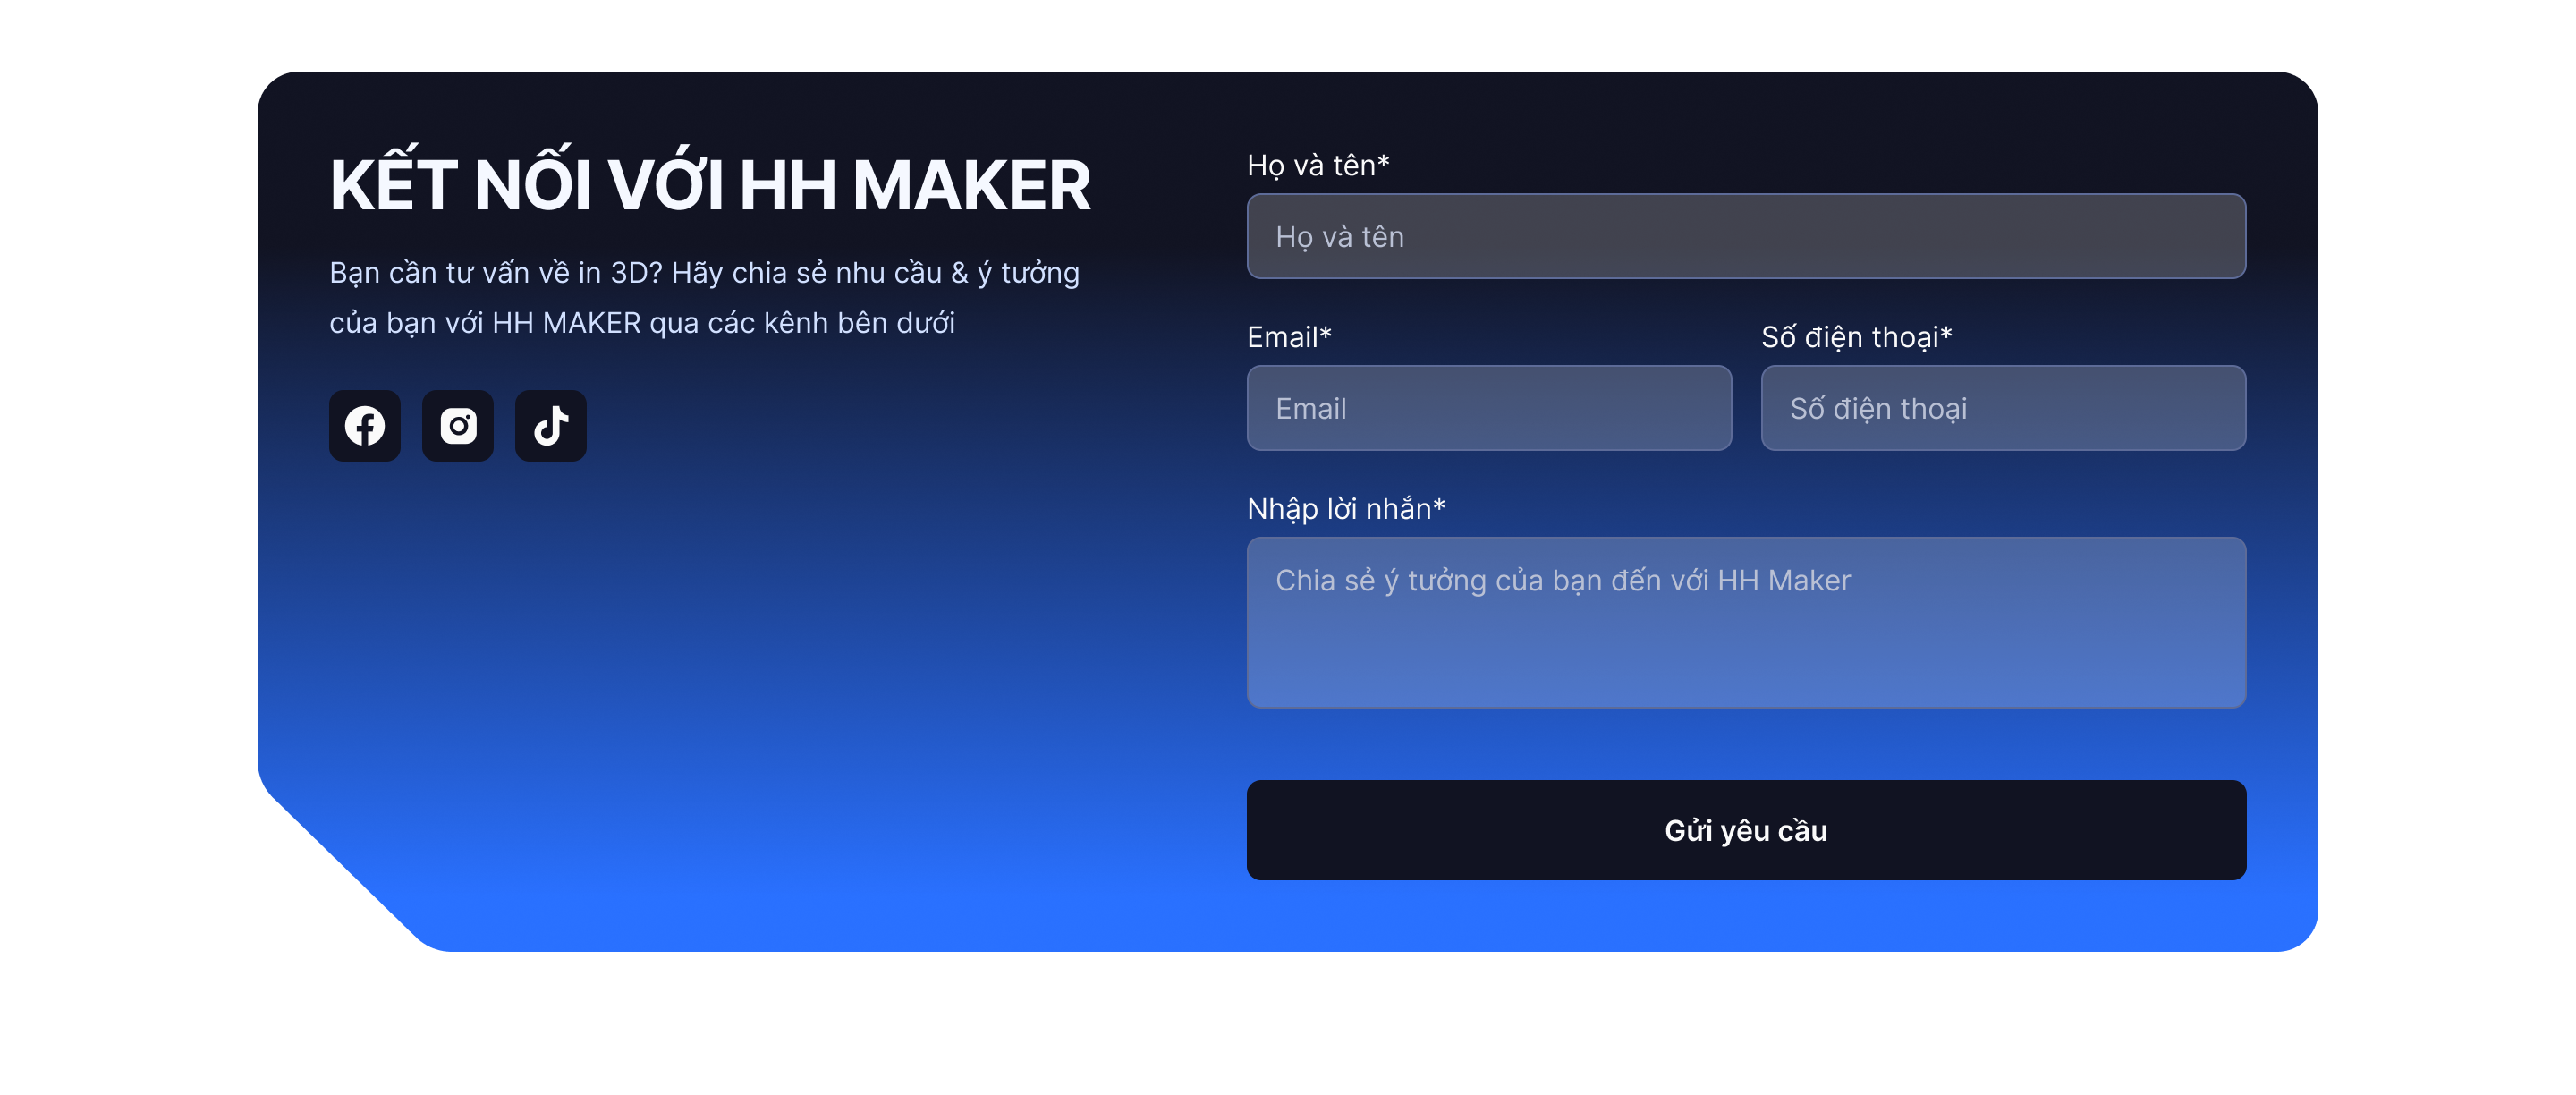 KẾT NỐI VỚI HH MAKER
Bạn cần tư vấn về in 3D? Hãy chia sẻ nhu cầu & ý tưởng
của bạn với HH MAKER qua các kênh bên dưới
Họ và tên*
Họ và tên
Email*
Số điện thoại*
Email
Số điện thoại
Nhập lời nhắn*
Chia sẻ ý tưởng của bạn đến với HH Maker
Gửi yêu cầu